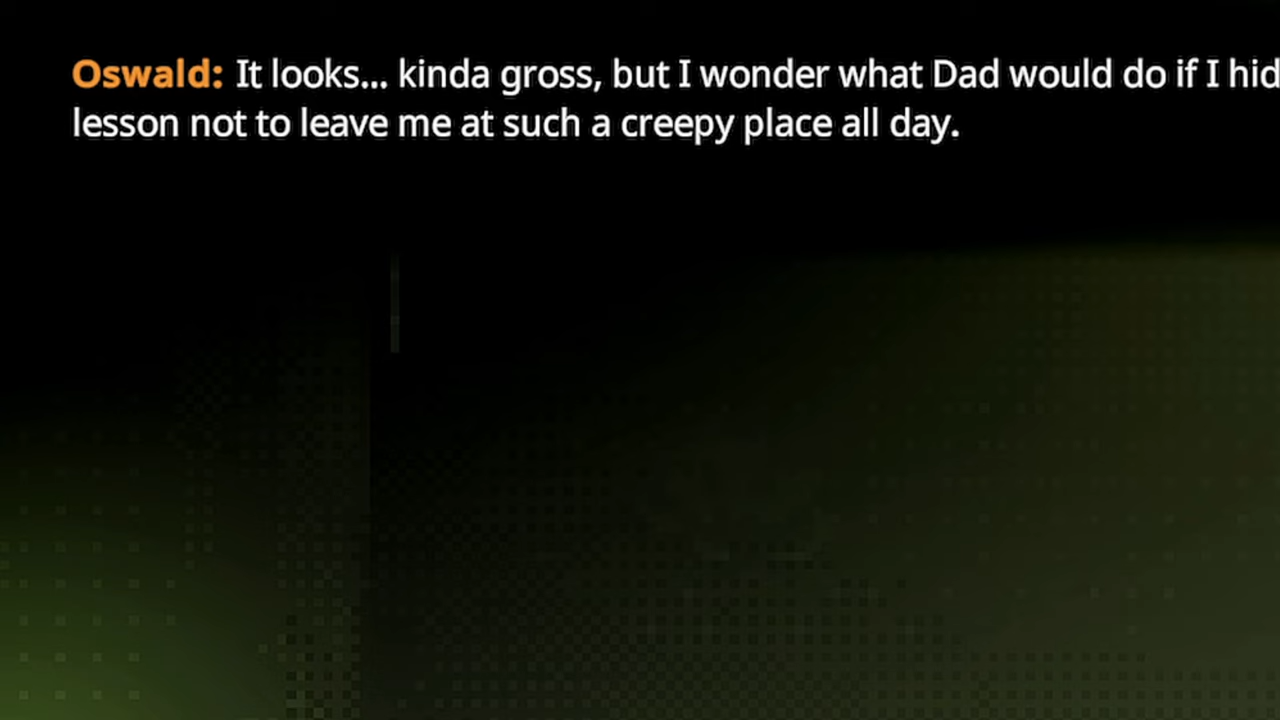 Oswald: It looks... kinda gross, but I wonder what Dad would do if I hid
lesson not to leave me at such a creepy place all day.